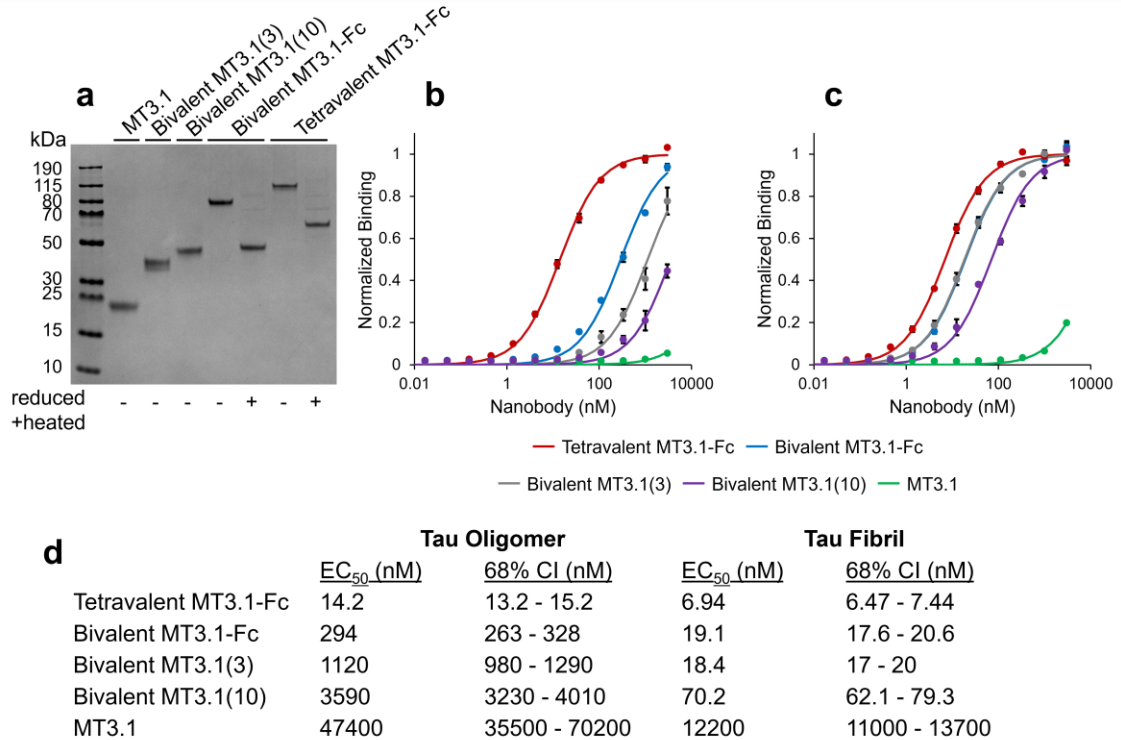 a
MT3.1
Bivalent MT3.1(3)
Bivalent MT3.1(10)
Bivalent MT3.1-Fc
Tetravalent MT3.1-Fc
kDa
190
115
80
70
50
30
25
15
10
reduced
+heated
- - - - + - +
b
Normalized Binding
1
0.8
0.6
0.4
0.2
0
0.01 1 100 10000
Nanobody (nM)
c
Normalized Binding
1
0.8
0.6
0.4
0.2
0
0.01 1 100 10000
Nanobody (nM)
Tetravalent MT3.1-Fc Bivalent MT3.1-Fc
Bivalent MT3.1(3) Bivalent MT3.1(10) MT3.1
d
Tau Oligomer Tau Fibril
EC50 (nM) 68% CI (nM) EC50 (nM) 68% CI (nM)
Tetravalent MT3.1-Fc 14.2 13.2 - 15.2 6.94 6.47 - 7.44
Bivalent MT3.1-Fc 294 263 - 328 19.1 17.6 - 20.6
Bivalent MT3.1(3) 1120 980 - 1290 18.4 17 - 20
Bivalent MT3.1(10) 3590 3230 - 4010 70.2 62.1 - 79.3
MT3.1 47400 35500 - 70200 12200 11000 - 13700